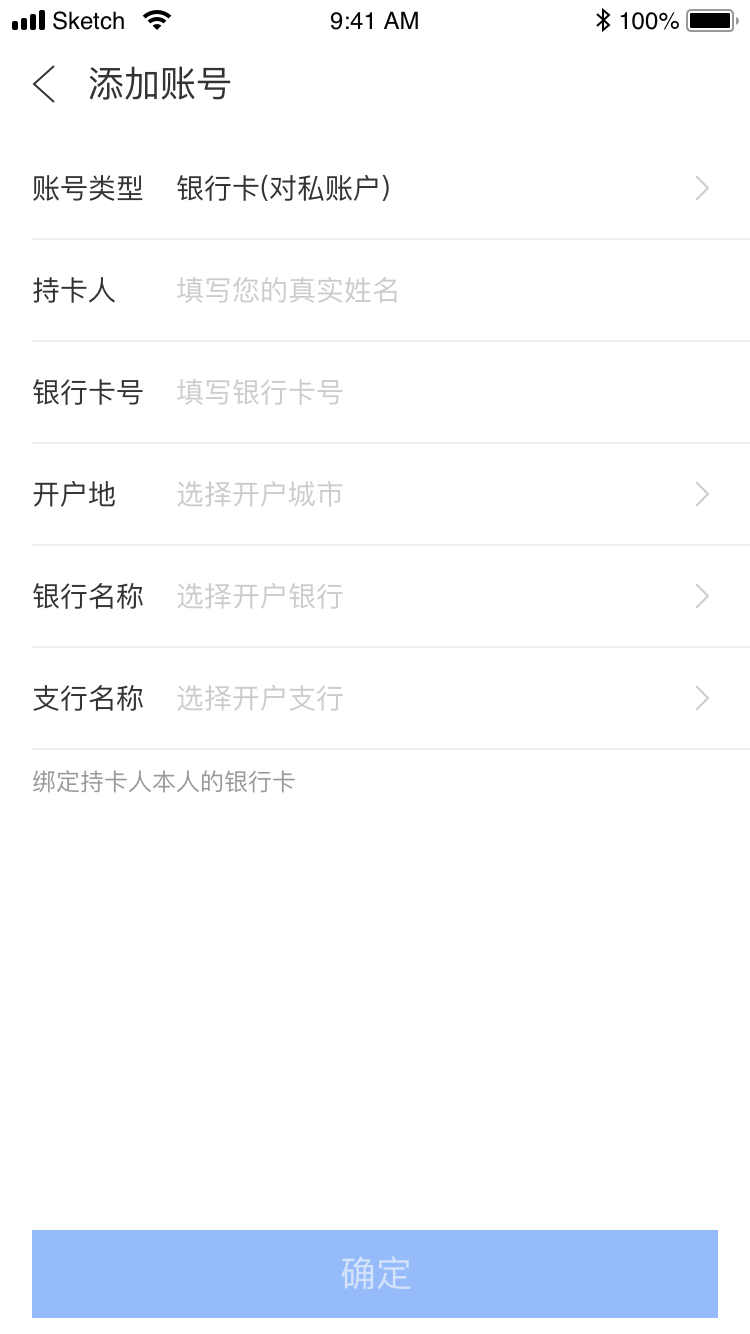 Sketch 9:41 AM 100%
添加账号
账号类型 银行卡(对私账户)
持卡人 填写您的真实姓名
银行卡号 填写银行卡号
开户地 选择开户城市
银行名称 选择开户银行
支行名称 选择开户支行
绑定持卡人本人的银行卡
确定